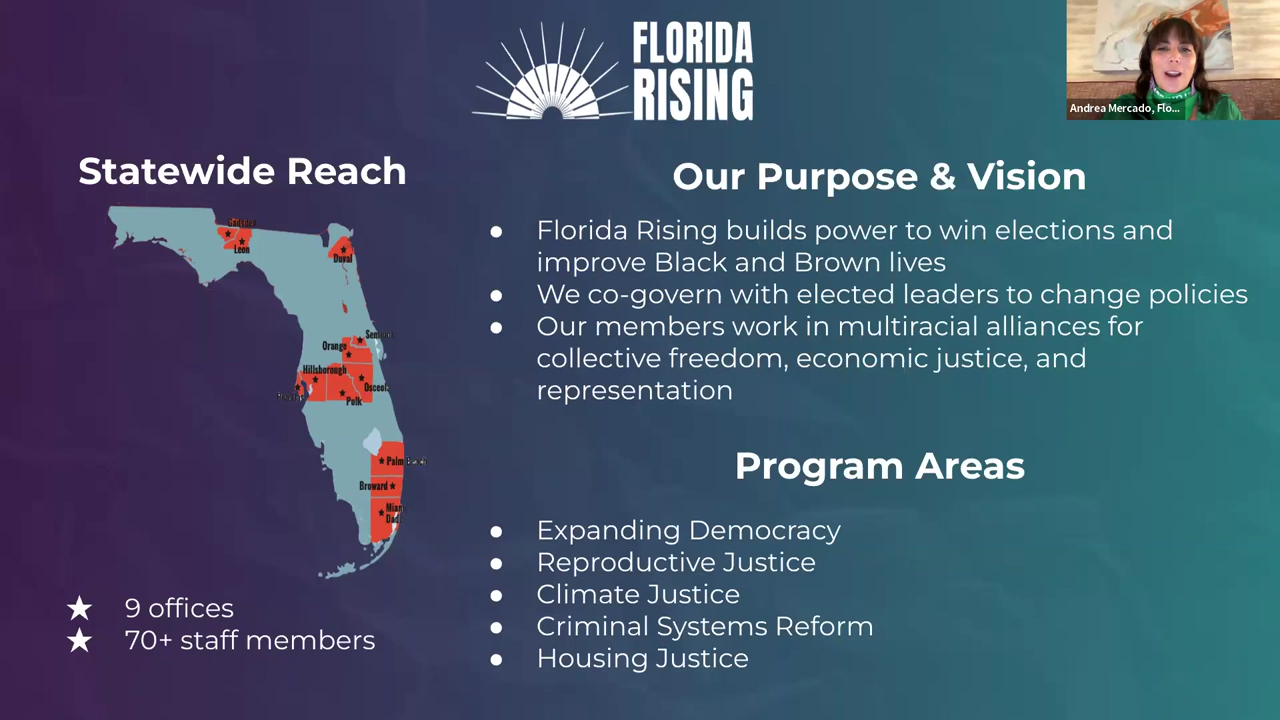 FLORIDA
RISING
Andrea Mercado, Flo...
Statewide Reach
Gadsden
Leon
Duval
Seminole
Orange
Hillsborough
Osceola
Polk
Palm Beach
Broward
Miami
Dade
9 offices
70+ staff members
Our Purpose & Vision
Florida Rising builds power to win elections and
improve Black and Brown lives
We co-govern with elected leaders to change policies
Our members work in multiracial alliances for
collective freedom, economic justice, and
representation
Program Areas
Expanding Democracy
Reproductive Justice
Climate Justice
Criminal Systems Reform
Housing Justice